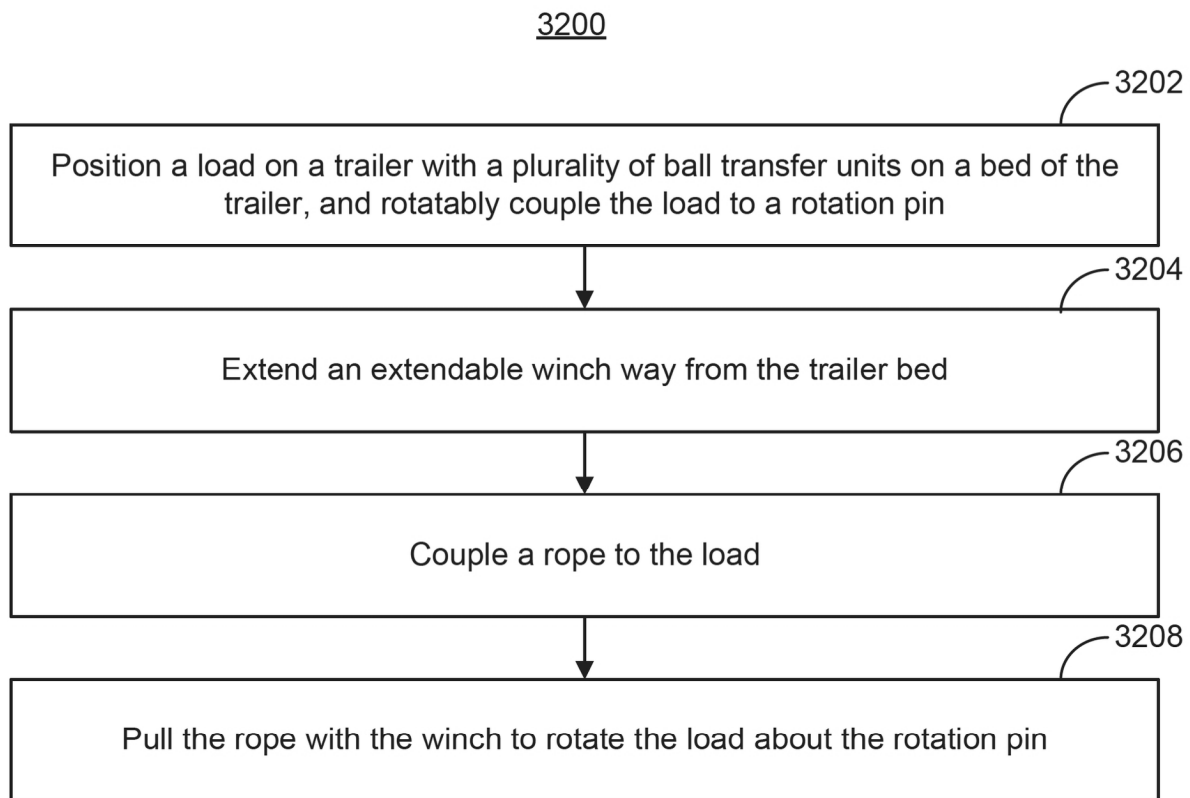 3200
3202
Position a load on a trailer with a plurality of ball transfer units on a bed of the
trailer, and rotatably couple the load to a rotation pin
3204
Extend an extendable winch way from the trailer bed
3206
Couple a rope to the load
3208
Pull the rope with the winch to rotate the load about the rotation pin